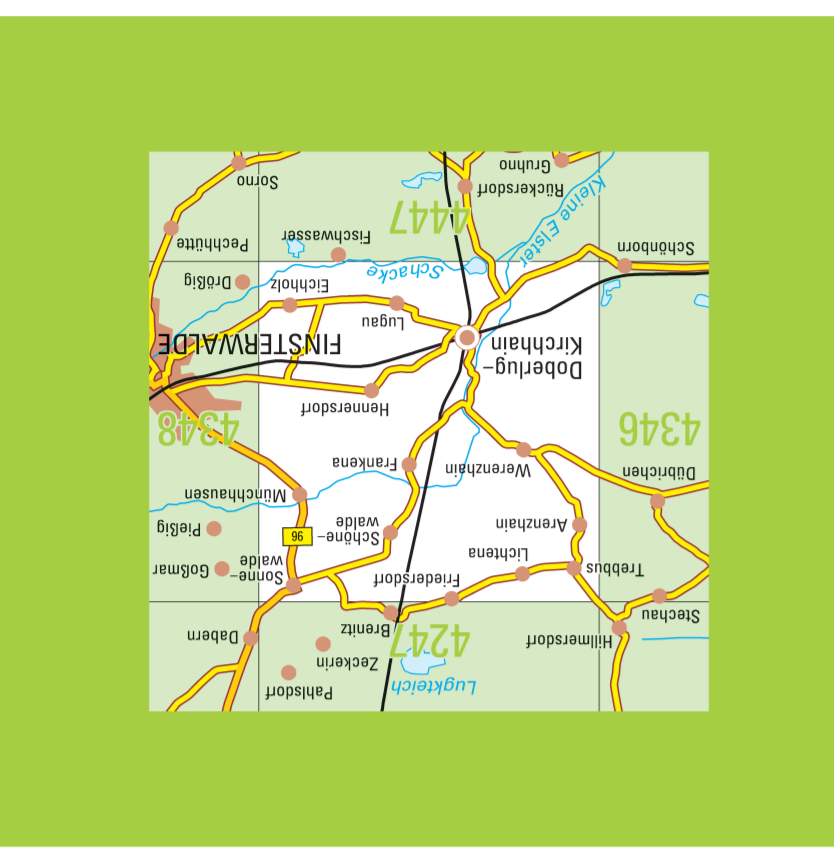 Lugkteich
Pahlsdorf
Zeckerin
4247
Hillmersdorf
Dabern
Brenitz
Stechau
Friedersdorf
Sonne-
walde
Trebbus
Goßmar
Lichtena
Schöne-
walde
96
Arenzhain
Pießig
Münchhausen
Dübrichen
Werenzhain
Frankena
4346
4348
Hennersdorf
Doberlug-
Kirchhain
FINSTERWALDE
Lugau
Eichholz
Drößig
Schacke
Schönborn
Pechhütte
Fischwasser
Kleine Elster
4447
Rückersdorf
Sorno
Gruhno